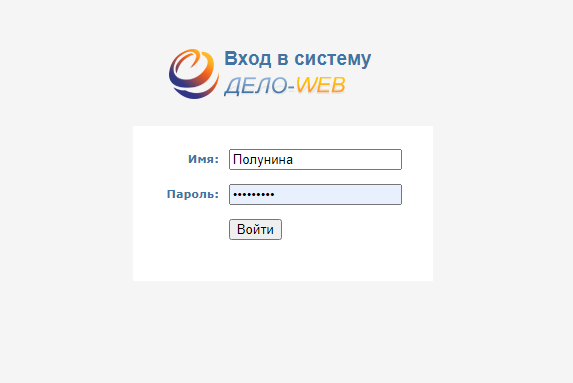 Вход в систему
ДЕЛО-WEB
Имя: Полунина
Пароль: •••••••••
Войти